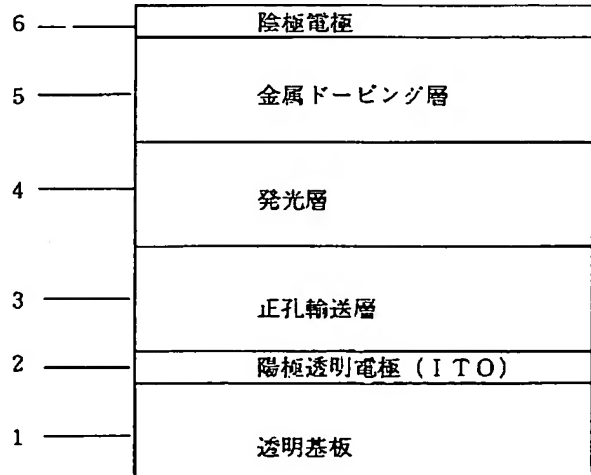 6 陰極電極
5 金属ドーピング層
4 発光層
3 正孔輸送層
2 陽極透明電極（ＩＴＯ）
1 透明基板